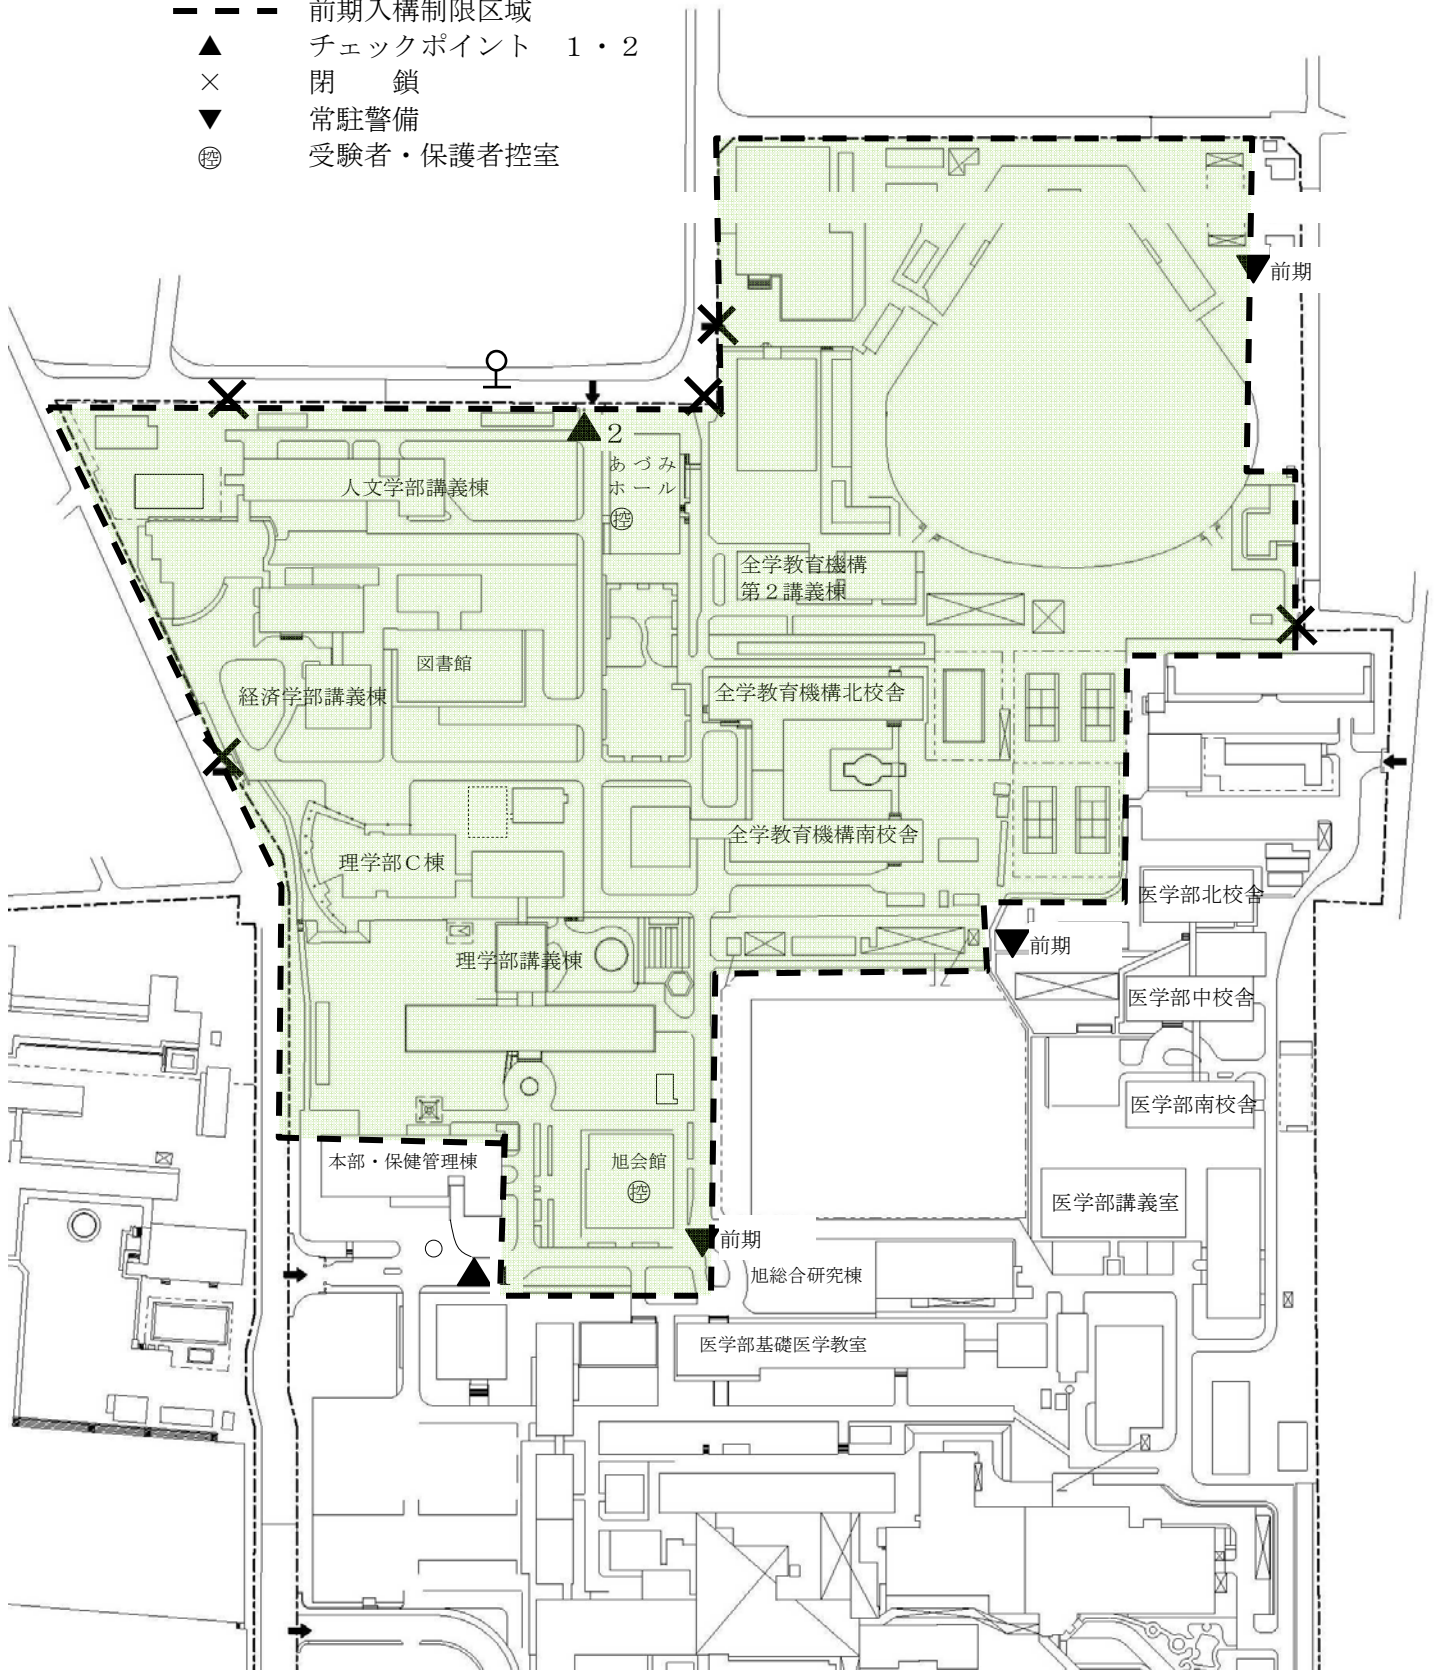 前期入構制限区域
▲ チェックポイント　１・２
× 閉　　鎖
▼ 常駐警備
㊡ 受験者・保護者控室
前期
2
あづみ
ホール
控
人文学部講義棟
全学教育機構
第２講義棟
図書館
経済学部講義棟
全学教育機構北校舎
全学教育機構南校舎
理学部Ｃ棟
医学部北校舎
前期
理学部講義棟
医学部中校舎
医学部南校舎
本部・保健管理棟
旭会館
控
医学部講義室
前期
旭総合研究棟
医学部基礎医学教室